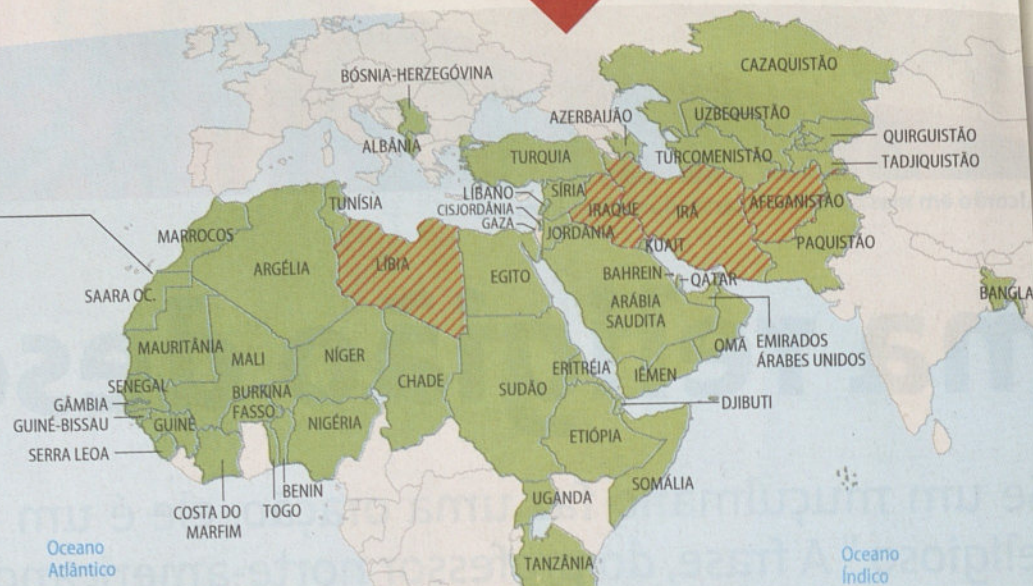 CAZAQUISTÃO
BÓSNIA-HERZEGÓVINA
AZERBAIJÃO
UZBEQUISTÃO
QUIRGUISTÃO
ALBÂNIA
TURQUIA
TURCOMENISTÃO
TADJIQUISTÃO
LÍBANO
SÍRIA
TUNÍSIA
CISJORDÂNIA
GAZA
IRAQUE
IRÃ
AFEGANISTÃO
MARROCOS
JORDÂNIA
KUAIT
PAQUISTÃO
ARGÉLIA
LÍBIA
EGITO
BAHREIN
QATAR
SAARA OC.
BANGLA
ARÁBIA
SAUDITA
MAURITÂNIA
MALI
NÍGER
OMÃ
EMIRADOS
ÁRABES UNIDOS
ERITRÉIA
IÊMEN
SENEGAL
BURKINA
FASSO
CHADE
SUDÃO
GÂMBIA
DJIBUTI
GUINÉ-BISSAU
GUINÉ
NIGÉRIA
ETIÓPIA
SERRA LEOA
SOMÁLIA
BENIN
UGANDA
COSTA DO
MARFIM
TOGO
Oceano
Atlântico
TANZÂNIA
Oceano
Índico